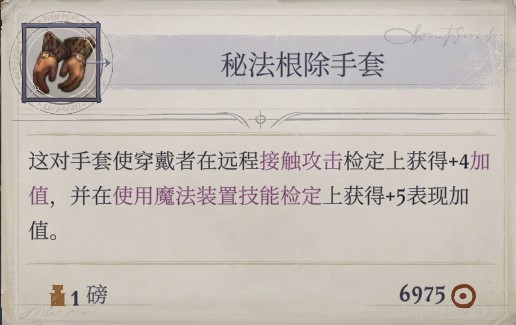 秘法根除手套
这对手套使穿戴者在远程接触攻击检定上获得+4加
值，并在使用魔法装置技能检定上获得+5表现加
值。
1 磅
6975